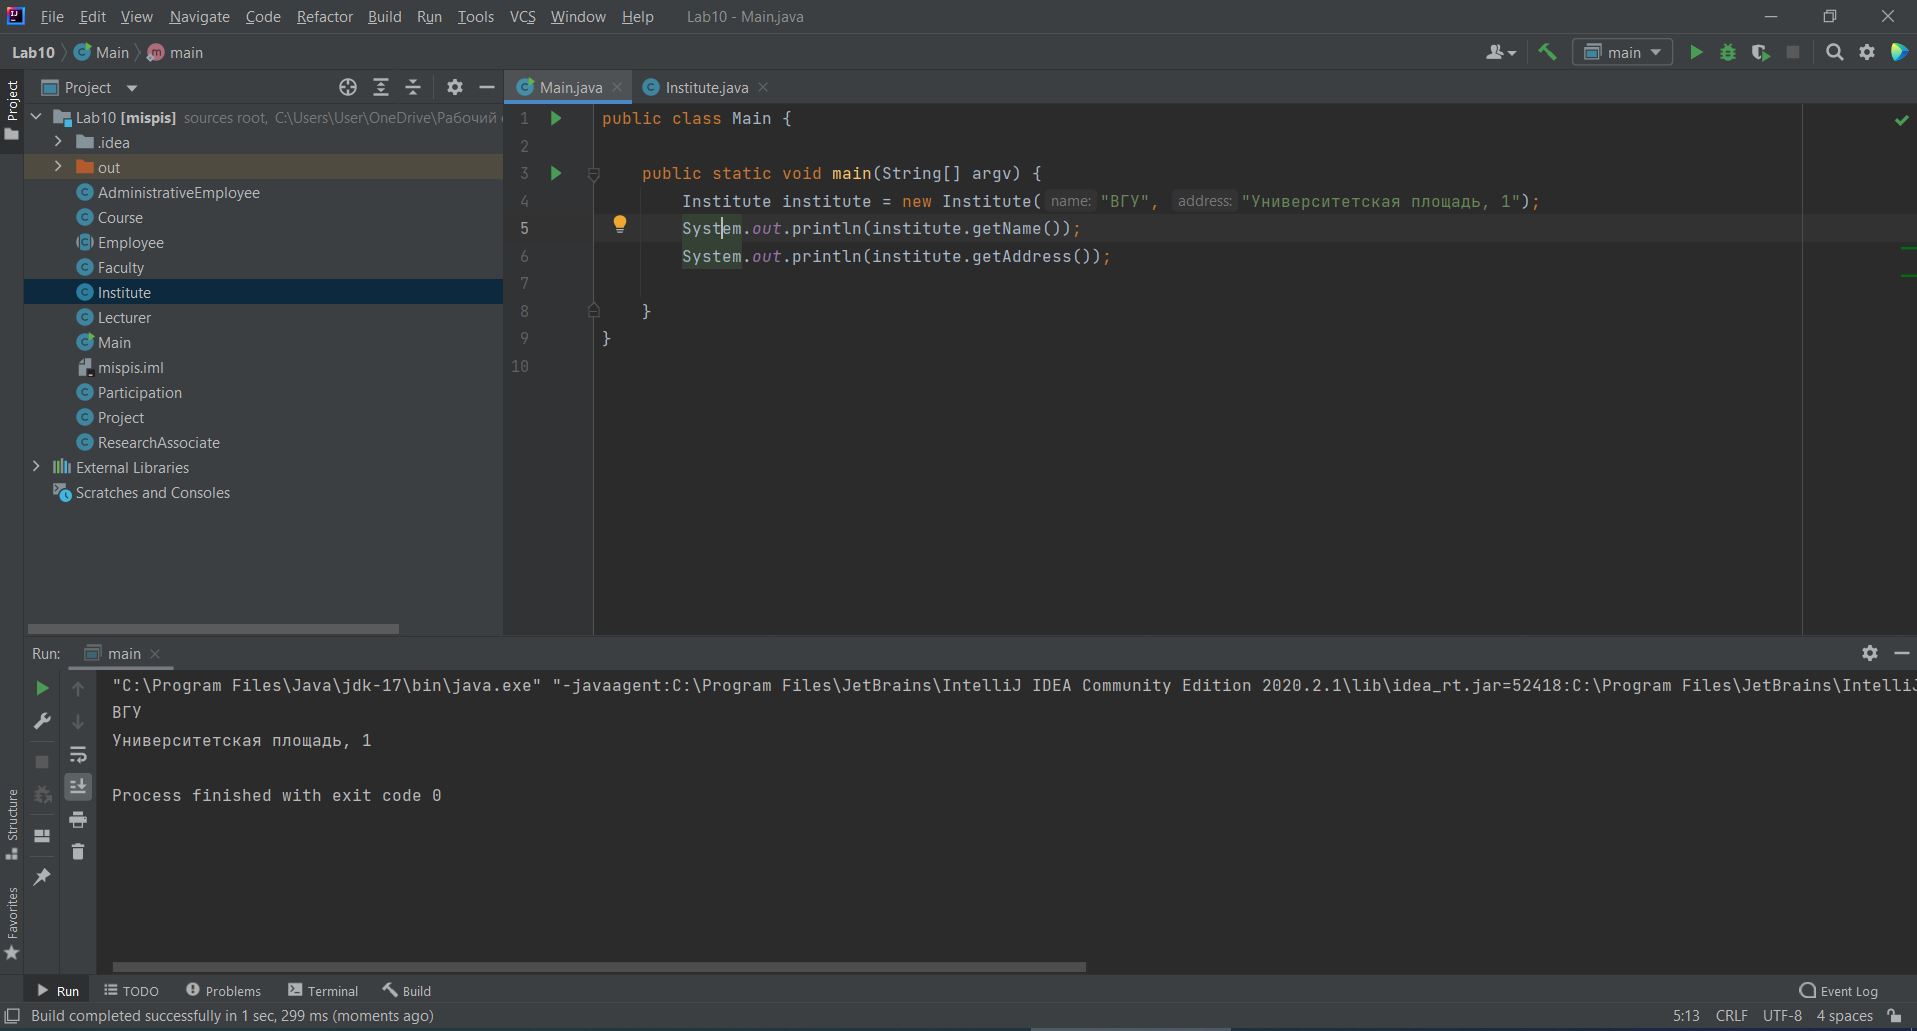 File Edit View Navigate Code Refactor Build Run Tools VCS Window Help Lab10 - Main.java
Lab10 Main main
main
Project
Project
Main.java
Institute.java
Lab10 [mispis] sources root, C:\Users\User\OneDrive\Рабочий
.idea
out
AdministrativeEmployee
Course
Employee
Faculty
Institute
Lecturer
Main
mispis.iml
Participation
Project
ResearchAssociate
External Libraries
Scratches and Consoles
1 public class Main {
2
3 public static void main(String[] argv) {
4 Institute institute = new Institute( name: "ВГУ", address: "Университетская площадь, 1");
5 System.out.println(institute.getName());
6 System.out.println(institute.getAddress());
7
8 }
9 }
10
Run: main
"C:\Program Files\Java\jdk-17\bin\java.exe" "-javaagent:C:\Program Files\JetBrains\IntelliJ IDEA Community Edition 2020.2.1\lib\idea_rt.jar=52418:C:\Program Files\JetBrains\IntelliJ
ВГУ
Университетская площадь, 1
Process finished with exit code 0
Structure
Favorites
Run TODO Problems Terminal Build Event Log
Build completed successfully in 1 sec, 299 ms (moments ago) 5:13 CRLF UTF-8 4 spaces